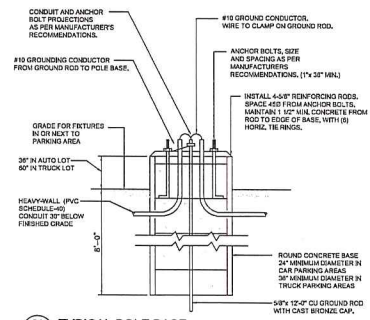 CONDUIT AND ANCHOR
BOLT PROJECTIONS
AS PER MANUFACTURER'S
RECOMMENDATIONS.
#10 GROUND CONDUCTOR.
WIRE TO CLAMP ON GROUND ROD.
#10 GROUNDING CONDUCTOR
FROM GROUND ROD TO POLE BASE.
ANCHOR BOLTS, SIZE
AND SPACING AS PER
MANUFACTURERS
RECOMMENDATIONS. (1"x 36" MIN.)
INSTALL 4-5/8" REINFORCING RODS.
SPACE 45° FROM ANCHOR BOLTS.
MAINTAIN 1 1/2" MIN. CONCRETE FROM
ROD TO EDGE OF BASE, WITH (6)
HORIZ. TIE RINGS.
GRADE FOR FIXTURES
IN OR NEXT TO
PARKING AREA
36" IN AUTO LOT
60" IN TRUCK LOT
HEAVY-WALL (PVC
SCHEDULE-40)
CONDUIT 30" BELOW
FINISHED GRADE
8'-0"
ROUND CONCRETE BASE
24" MINIMUM DIAMETER IN
CAR PARKING AREAS
36" MINIMUM DIAMETER IN
TRUCK PARKING AREAS
5/8"x 12'-0" CU GROUND ROD
WITH CAST BRONZE CAP.
TYPICAL POLE BASE